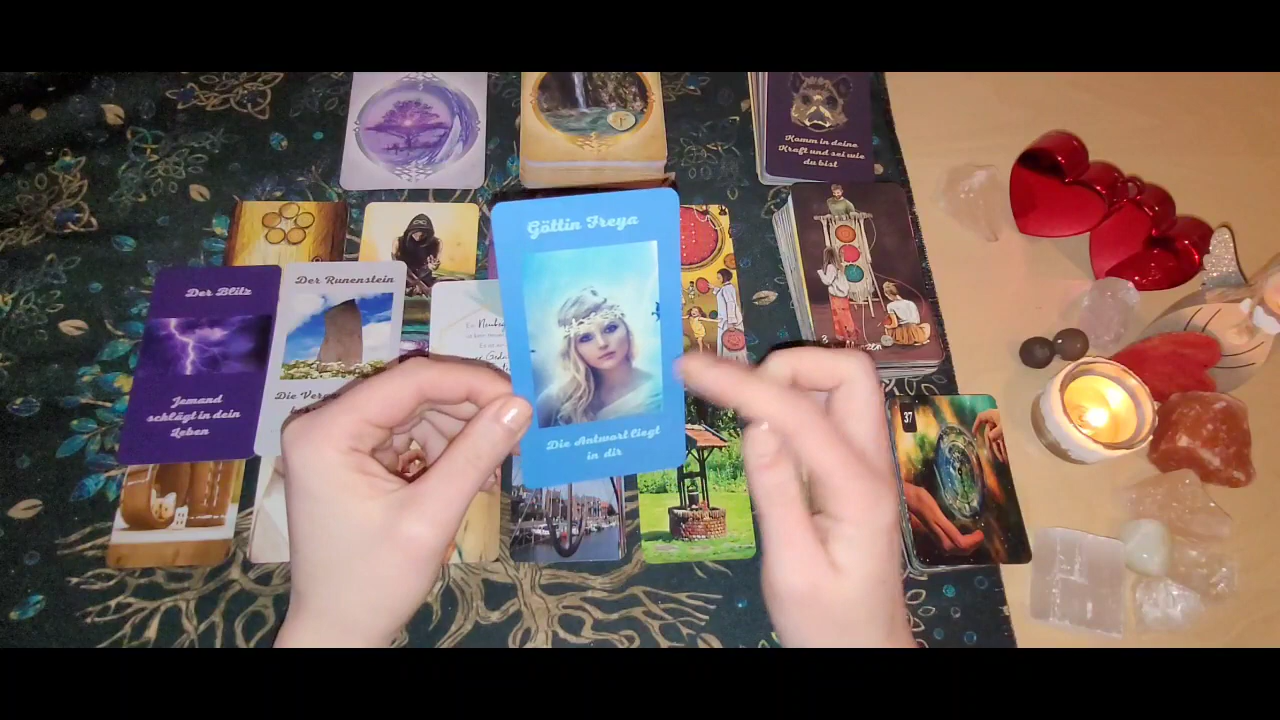 Komm in deine
Kraft und sei wie
du bist
Göttin Freya
Die Antwort liegt
in dir
Der Blitz
Jemand
schlägt in dein
Leben
Der Runenstein
Die
37